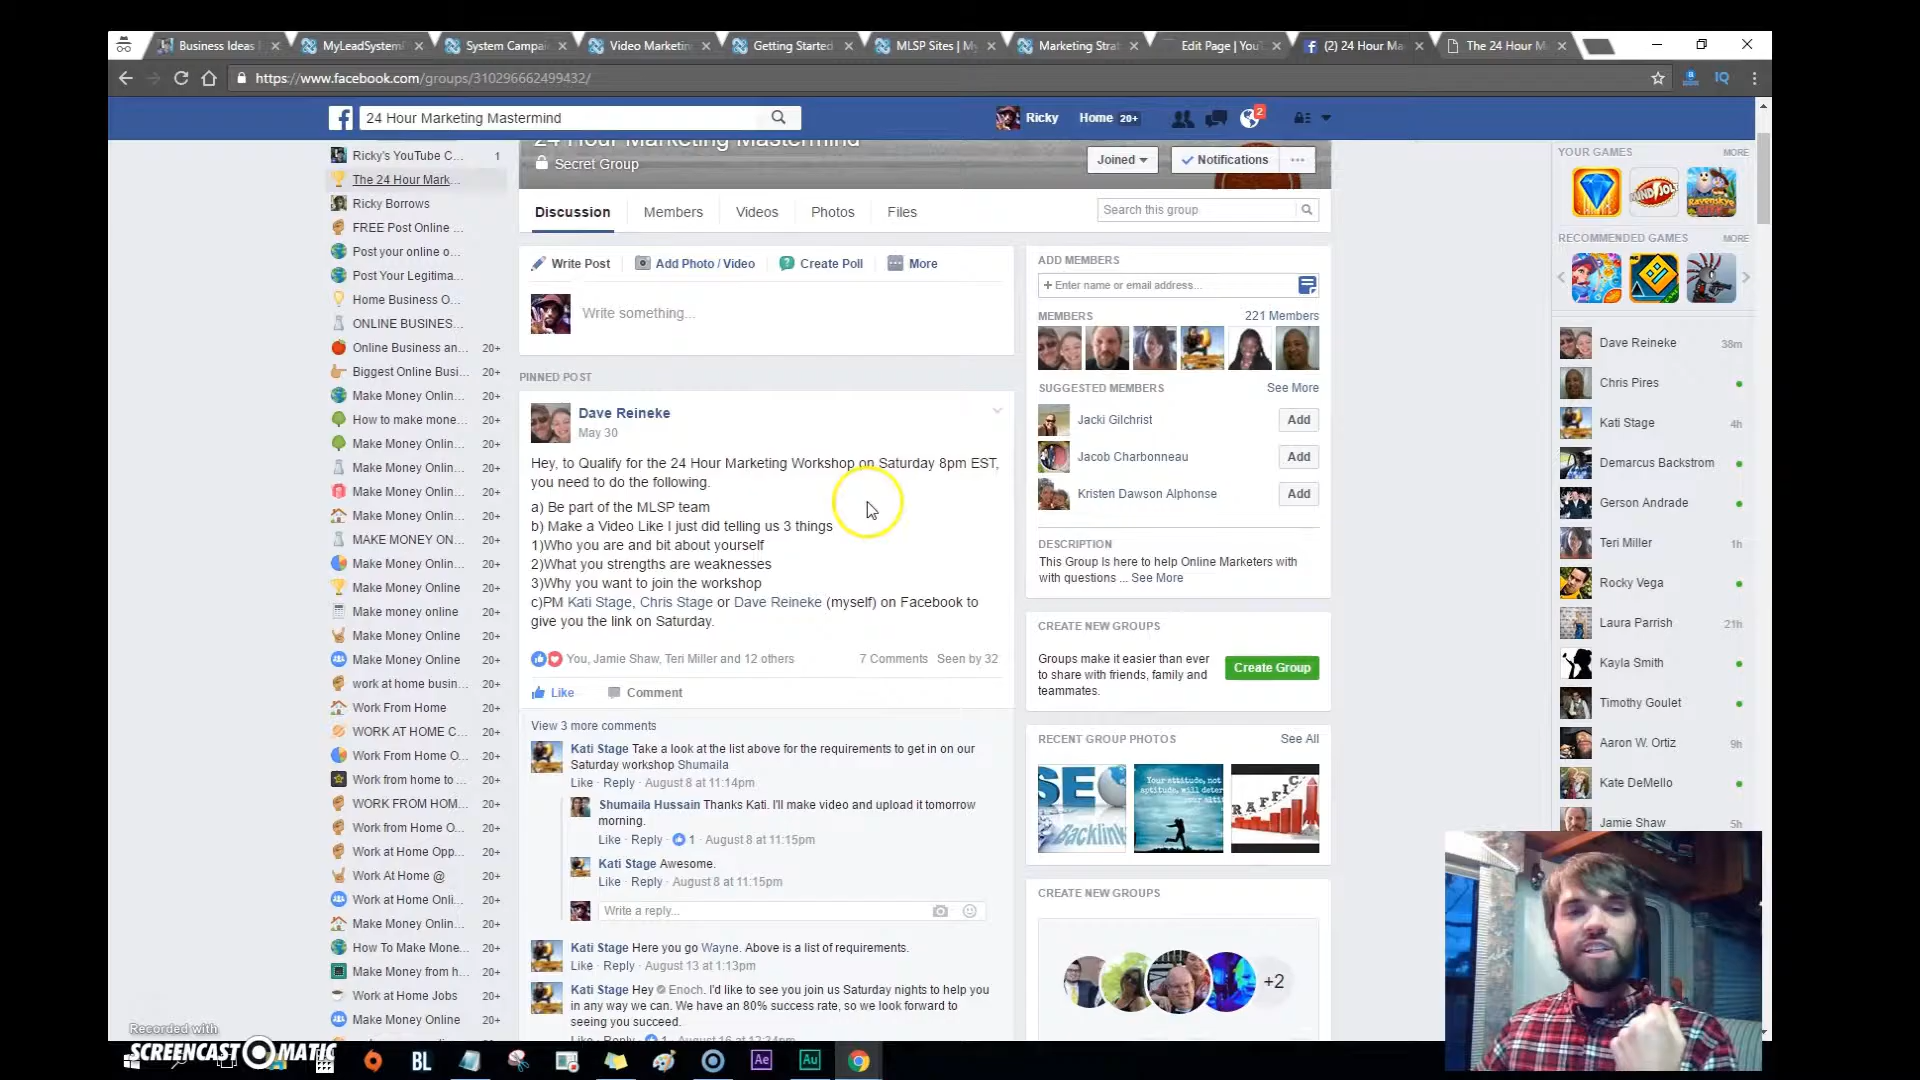 Business Ideas
MyLeadSystem
System Campa
Video Marketin
Getting Started
MLSP Sites | M
Marketing Stra
Edit Page | You
(2) 24 Hour Ma
The 24 Hour M
https://www.facebook.com/groups/310296662499432/
IQ
24 Hour Marketing Mastermind
Ricky
Home 20+
2
Ricky's YouTube C... 1
The 24 Hour Mark...
Ricky Borrows
FREE Post Online ...
Post your online o...
Post Your Legitima...
Home Business O...
ONLINE BUSINES...
Online Business an... 20+
Biggest Online Busi... 20+
Make Money Onlin... 20+
How to make mone... 20+
Make Money Onlin... 20+
Make Money Onlin... 20+
Make Money Onlin... 20+
Make Money Onlin... 20+
MAKE MONEY ON... 20+
Make Money Onlin... 20+
Make Money Online 20+
Make money online 20+
Make Money Online 20+
Make Money Online 20+
work at home busin... 20+
Work From Home 20+
WORK AT HOME C... 20+
Work From Home O... 20+
Work from home to ... 20+
WORK FROM HOM... 20+
Work from Home O... 20+
Work at Home Opp... 20+
Work At Home @ 20+
Work at Home Onli... 20+
Make Money Onlin... 20+
How To Make Mone... 20+
Make Money from h... 20+
Work at Home Jobs 20+
Make Money Online 20+
24 Hour Marketing Mastermind
Secret Group
Joined
Notifications
Discussion
Members
Videos
Photos
Files
Search this group
Write Post
Add Photo / Video
Create Poll
More
Write something...
PINNED POST
Dave Reineke
May 30
Hey, to Qualify for the 24 Hour Marketing Workshop on Saturday 8pm EST,
you need to do the following.
a) Be part of the MLSP team
b) Make a Video Like I just did telling us 3 things
1)Who you are and bit about yourself
2)What you strengths are weaknesses
3)Why you want to join the workshop
c)PM Kati Stage, Chris Stage or Dave Reineke (myself) on Facebook to
give you the link on Saturday.
You, Jamie Shaw, Teri Miller and 12 others
7 Comments Seen by 32
Like
Comment
View 3 more comments
Kati Stage Take a look at the list above for the requirements to get in on our
Saturday workshop Shumaila
Like · Reply · August 8 at 11:14pm
Shumaila Hussain Thanks Kati. I'll make video and upload it tomorrow
morning.
Like · Reply · 1 · August 8 at 11:15pm
Kati Stage Awesome.
Like · Reply · August 8 at 11:15pm
Write a reply...
Kati Stage Here you go Wayne. Above is a list of requirements.
Like · Reply · August 13 at 1:13pm
Kati Stage Hey Enoch. I'd like to see you join us Saturday nights to help you
in any way we can. We have an 80% success rate, so we look forward to
seeing you succeed.
ADD MEMBERS
+ Enter name or email address...
MEMBERS
221 Members
SUGGESTED MEMBERS
See More
Jacki Gilchrist
Add
Jacob Charbonneau
Add
Kristen Dawson Alphonse
Add
DESCRIPTION
This Group Is here to help Online Marketers with
with questions ... See More
CREATE NEW GROUPS
Groups make it easier than ever
to share with friends, family and
teammates.
Create Group
RECENT GROUP PHOTOS
See All
SEO
Backlink
Your attitude, not
aptitude, will deter
TRAFFIC
CREATE NEW GROUPS
+2
YOUR GAMES
MORE
RECOMMENDED GAMES
MORE
Dave Reineke 38m
Chris Pires
Kati Stage 4h
Demarcus Backstrom
Gerson Andrade
Teri Miller 1h
Rocky Vega
Laura Parrish 21h
Kayla Smith
Timothy Goulet
Aaron W. Ortiz 9h
Kate DeMello
Jamie Shaw 5h
Recorded with
SCREENCAST O MATIC
BL
Ae
Au